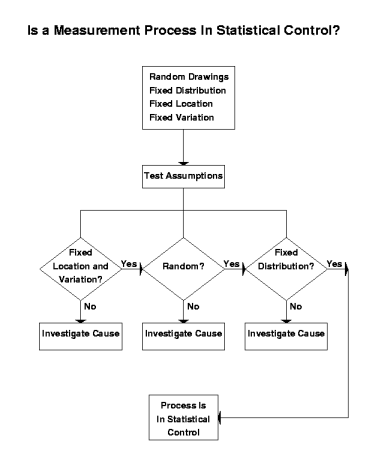 Is a Measurement Process In Statistical Control?
Random Drawings
Fixed Distribution
Fixed Location
Fixed Variation
Test Assumptions
Fixed
Location and
Variation?
Yes
Random?
Yes
Fixed
Distribution?
Yes
No
No
No
Investigate Cause
Investigate Cause
Investigate Cause
Process Is
In Statistical
Control